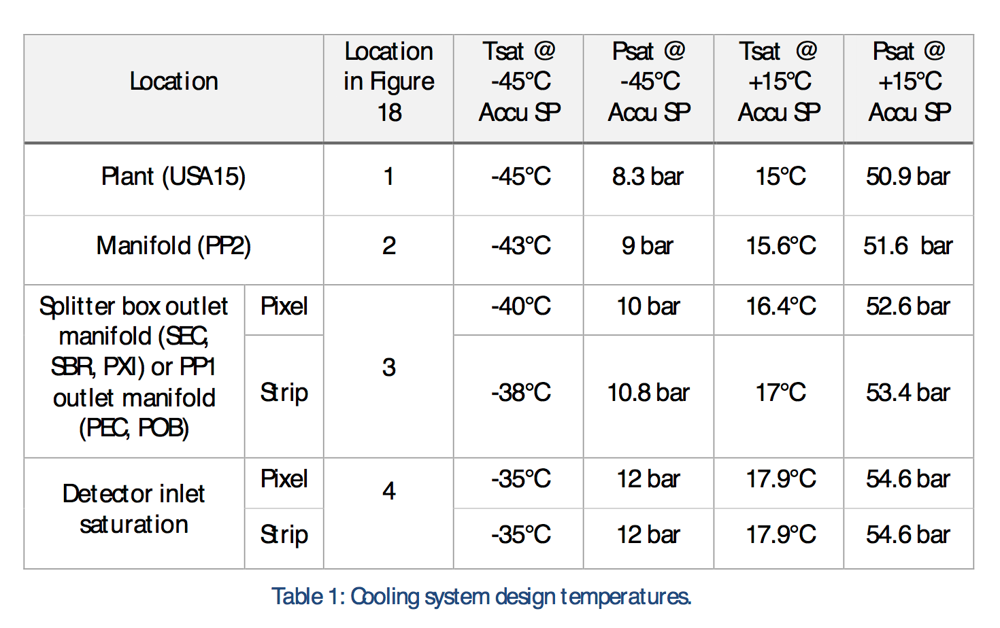 Location
Location
in Figure
18
Tsat @
-45°C
Accu SP
Psat @
-45°C
Accu SP
Tsat @
+15°C
Accu SP
Psat @
+15°C
Accu SP
Plant (USA15)
1
-45°C
8.3 bar
15°C
50.9 bar
Manifold (PP2)
2
-43°C
9 bar
15.6°C
51.6 bar
Splitter box outlet
manifold (SEC,
SBR, PXI) or PP1
outlet manifold
(PEC, POB)
Pixel
3
-40°C
10 bar
16.4°C
52.6 bar
Strip
-38°C
10.8 bar
17°C
53.4 bar
Detector inlet
saturation
Pixel
4
-35°C
12 bar
17.9°C
54.6 bar
Strip
-35°C
12 bar
17.9°C
54.6 bar
Table 1: Cooling system design temperatures.